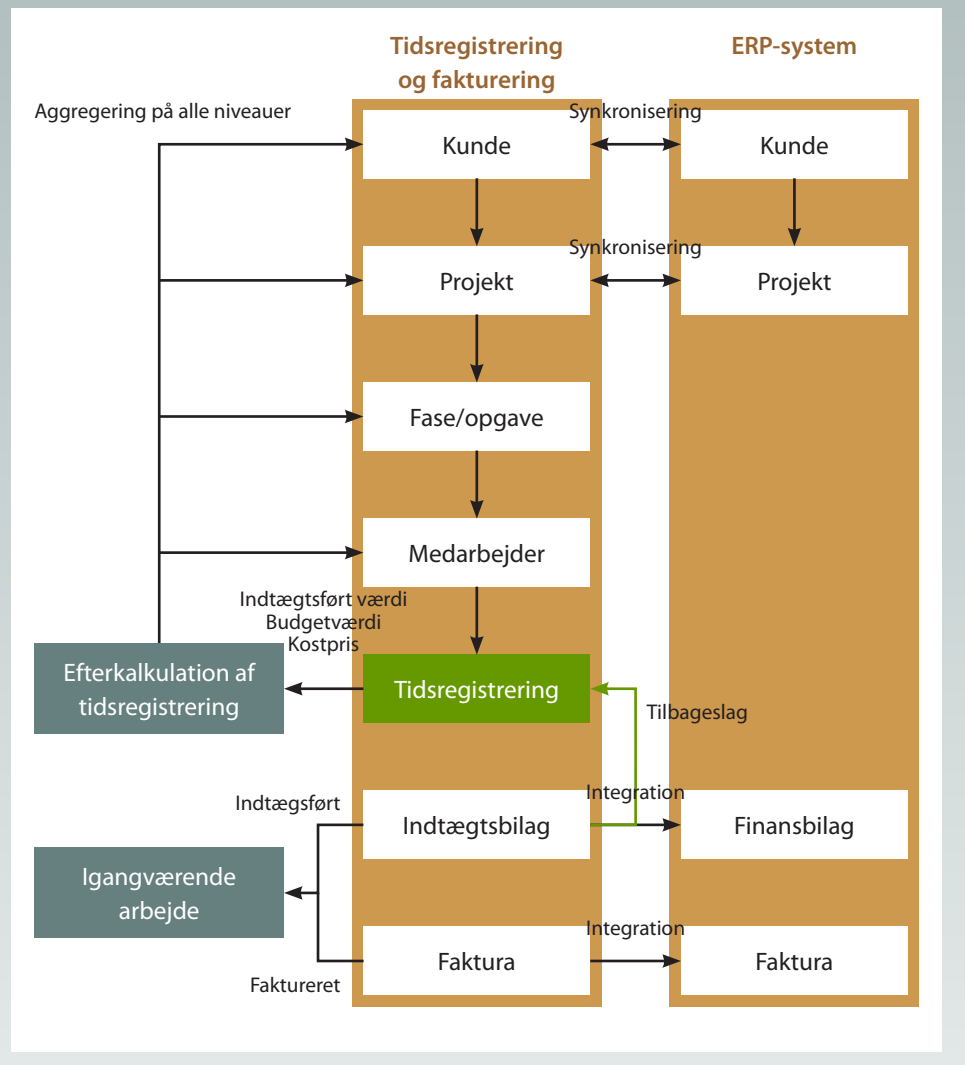 Tidsregistrering
og fakturering
ERP-system
Aggregering på alle niveauer
Synkronisering
Kunde
Kunde
Synkronisering
Projekt
Projekt
Fase/opgave
Medarbejder
Indtægtsført værdi
Budgetværdi
Kostpris
Efterkalkulation af
tidsregistrering
Tidsregistrering
Tilbageslag
Indtægsført
Integration
Indtægtsbilag
Finansbilag
Igangværende
arbejde
Integration
Faktura
Faktura
Faktureret